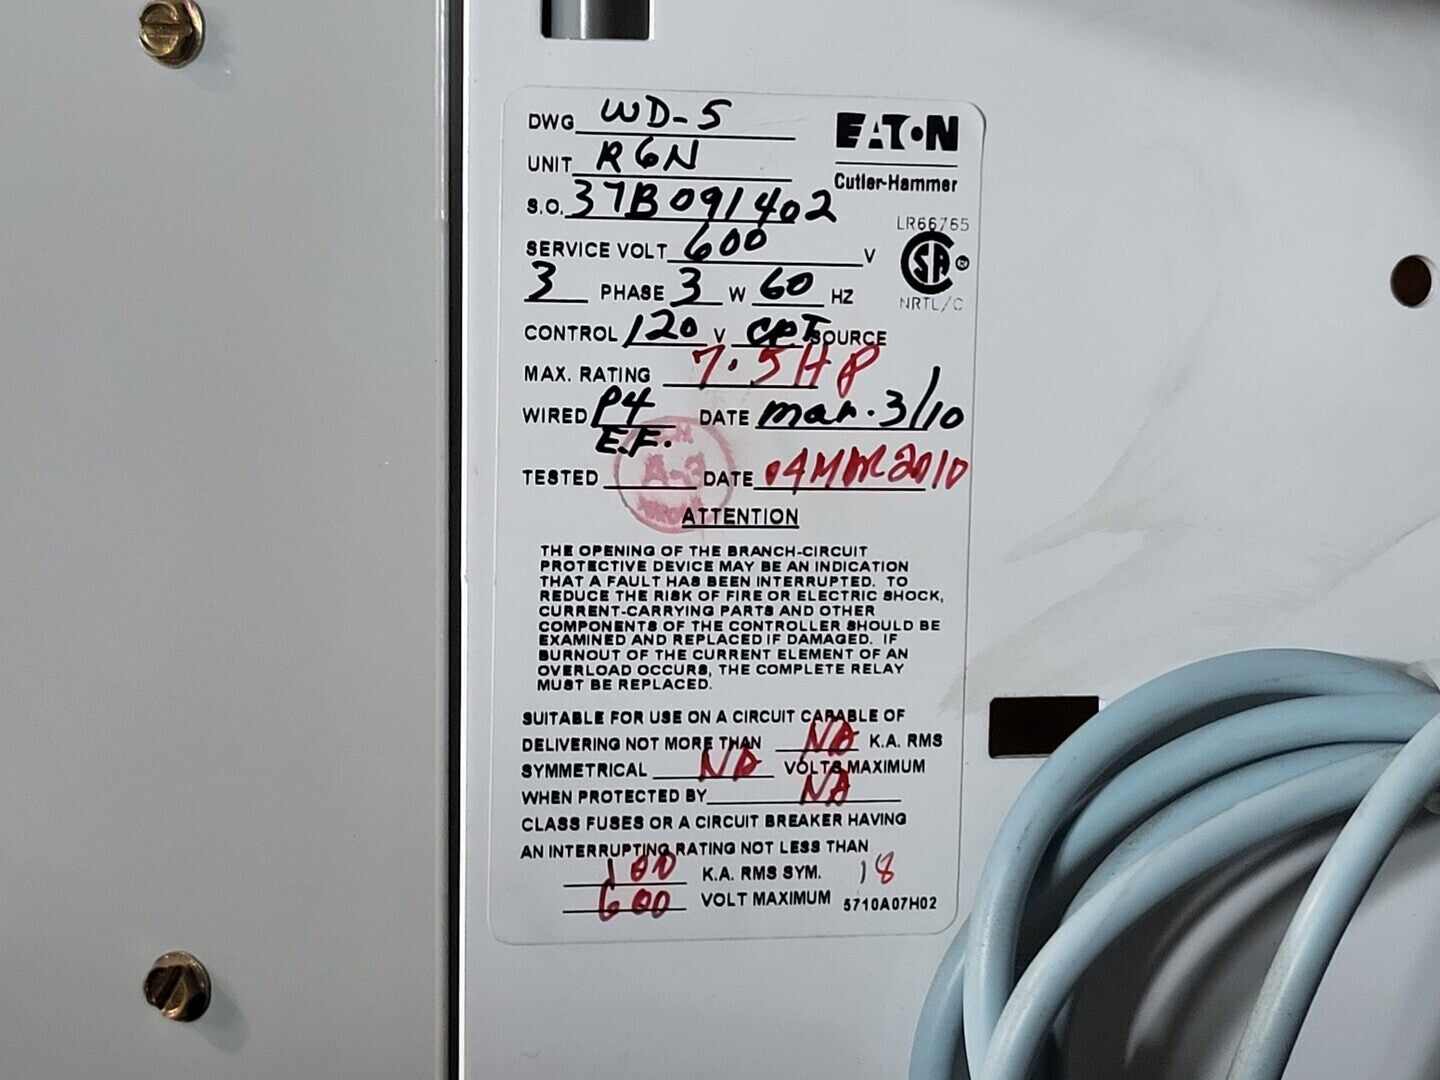 DWG WD-5
EATON
UNIT R6N
Cutler-Hammer
S.O. 37B091402
LR66765
SERVICE VOLT 600 V
SA
3 PHASE 3 W 60 HZ
NRTL/C
CONTROL 120 V CPT SOURCE
MAX. RATING 7.5HP
WIRED P4 DATE mar. 3/10
E.F.
TESTED A-3 DATE 04MAR2010
ATTENTION
THE OPENING OF THE BRANCH-CIRCUIT
PROTECTIVE DEVICE MAY BE AN INDICATION
THAT A FAULT HAS BEEN INTERRUPTED. TO
REDUCE THE RISK OF FIRE OR ELECTRIC SHOCK,
CURRENT-CARRYING PARTS AND OTHER
COMPONENTS OF THE CONTROLLER SHOULD BE
EXAMINED AND REPLACED IF DAMAGED. IF
BURNOUT OF THE CURRENT ELEMENT OF AN
OVERLOAD OCCURS, THE COMPLETE RELAY
MUST BE REPLACED.
SUITABLE FOR USE ON A CIRCUIT CAPABLE OF
DELIVERING NOT MORE THAN NA K.A. RMS
SYMMETRICAL NA VOLTS MAXIMUM
WHEN PROTECTED BY NA
CLASS FUSES OR A CIRCUIT BREAKER HAVING
AN INTERRUPTING RATING NOT LESS THAN
100 K.A. RMS SYM. 18
600 VOLT MAXIMUM 5710A07H02